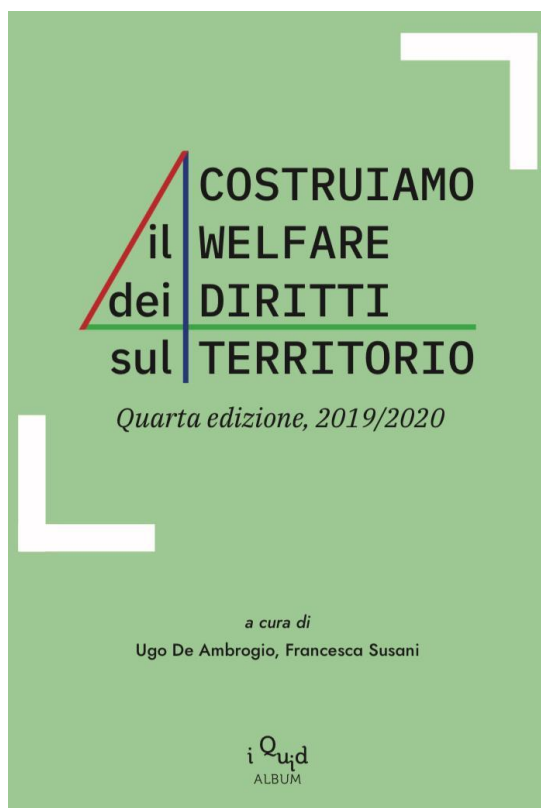 COSTRUIAMO
il WELFARE
dei DIRITTI
sul TERRITORIO
Quarta edizione, 2019/2020
a cura di
Ugo De Ambrogio, Francesca Susani
i Quid
ALBUM